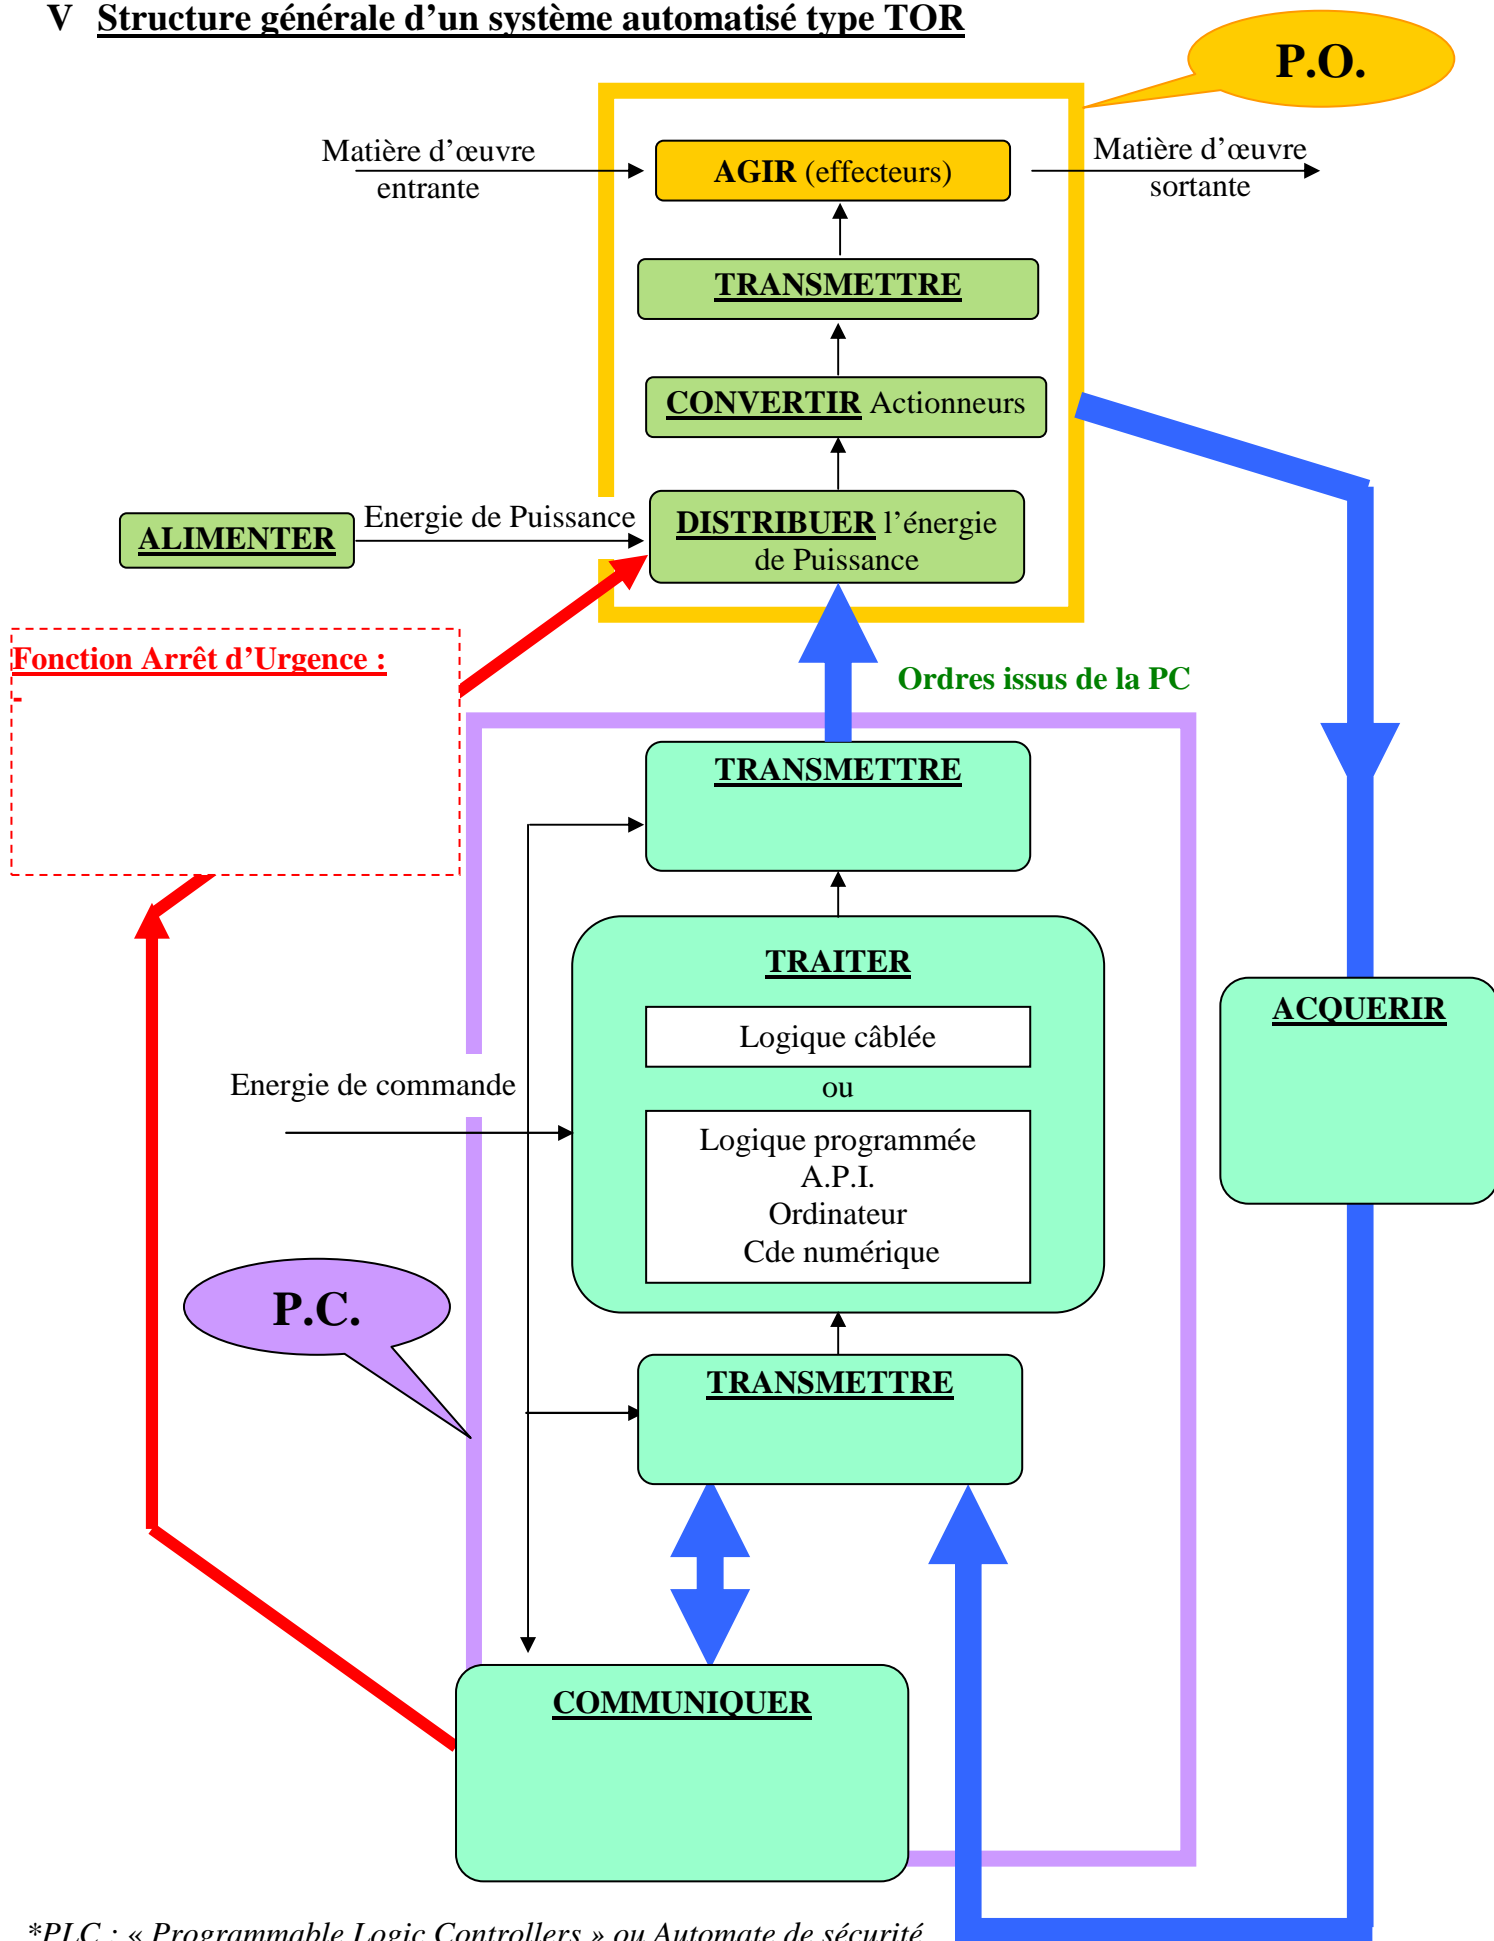 V Structure générale d'un système automatisé type TOR
P.O.
Matière d'œuvre
entrante
AGIR (effecteurs)
Matière d'œuvre
sortante
TRANSMETTRE
CONVERTIR Actionneurs
ALIMENTER
Energie de Puissance
DISTRIBUER l'énergie
de Puissance
Fonction Arrêt d'Urgence :
-
Ordres issus de la PC
TRANSMETTRE
TRAITER
Logique câblée
ou
Logique programmée
A.P.I.
Ordinateur
Cde numérique
ACQUERIR
Energie de commande
P.C.
TRANSMETTRE
COMMUNIQUER
*PLC : « Programmable Logic Controllers » ou Automate de sécurité